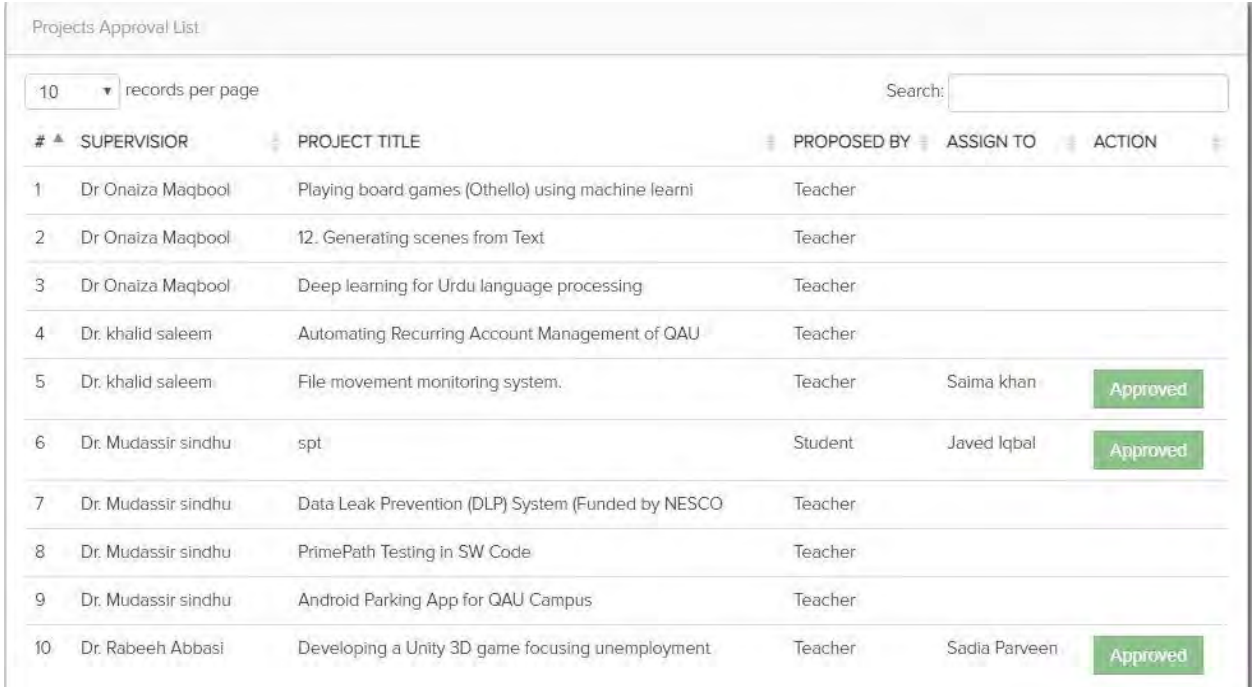 Projects Approval List
10 records per page Search:
# SUPERVISIOR PROJECT TITLE PROPOSED BY ASSIGN TO ACTION
1 Dr Onaiza Maqbool Playing board games (Othello) using machine learni Teacher
2 Dr Onaiza Maqbool 12. Generating scenes from Text Teacher
3 Dr Onaiza Maqbool Deep learning for Urdu language processing Teacher
4 Dr. khalid saleem Automating Recurring Account Management of QAU Teacher
5 Dr. khalid saleem File movement monitoring system. Teacher Saima khan Approved
6 Dr. Mudassir sindhu spt Student Javed Iqbal Approved
7 Dr. Mudassir sindhu Data Leak Prevention (DLP) System (Funded by NESCO Teacher
8 Dr. Mudassir sindhu PrimePath Testing in SW Code Teacher
9 Dr. Mudassir sindhu Android Parking App for QAU Campus Teacher
10 Dr. Rabeeh Abbasi Developing a Unity 3D game focusing unemployment Teacher Sadia Parveen Approved